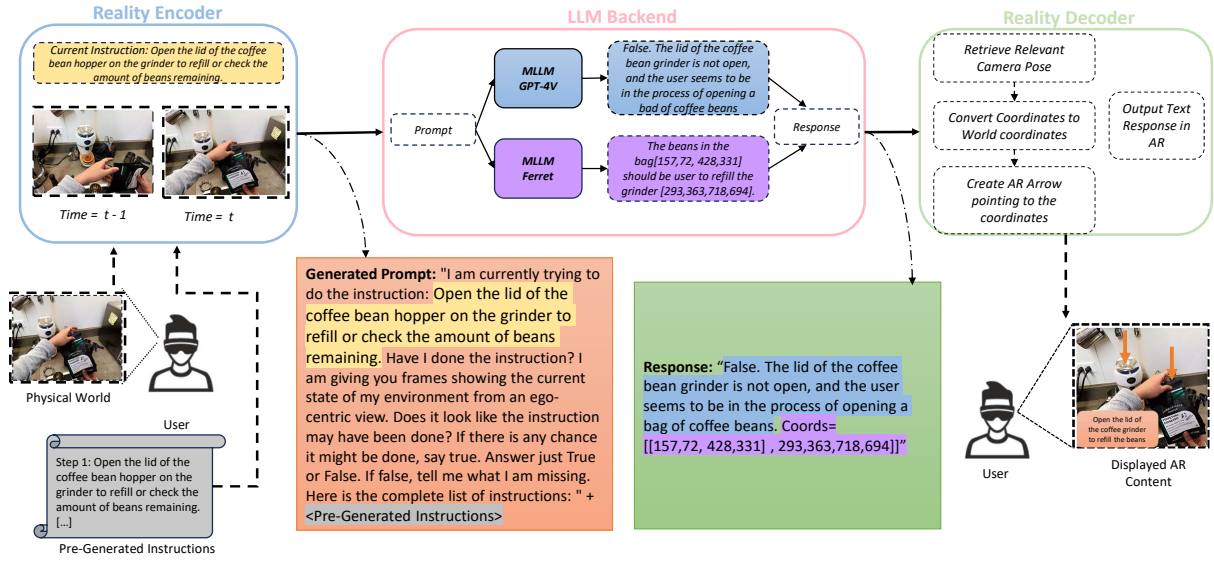 Reality Encoder
Current Instruction: Open the lid of the coffee
bean hopper on the grinder to refill or check the
amount of beans remaining.
Time = t - 1
Time = t
LLM Backend
Prompt
MLLM
GPT-4V
MLLM
Ferret
False. The lid of the coffee
bean grinder is not open,
and the user seems to be
in the process of opening a
bad of coffee beans
The beans in the
bag[157,72, 428,331]
should be user to refill the
grinder [293,363,718,694].
Response
Reality Decoder
Retrieve Relevant
Camera Pose
Convert Coordinates to
World coordinates
Create AR Arrow
pointing to the
coordinates
Output Text
Response in
AR
Physical World
User
Step 1: Open the lid of the
coffee bean hopper on the
grinder to refill or check the
amount of beans remaining.
[...]
Pre-Generated Instructions
Generated Prompt: "I am currently trying to
do the instruction: Open the lid of the
coffee bean hopper on the grinder to
refill or check the amount of beans
remaining. Have I done the instruction? I
am giving you frames showing the current
state of my environment from an ego-
centric view. Does it look like the instruction
may have been done? If there is any chance
it might be done, say true. Answer just True
or False. If false, tell me what I am missing.
Here is the complete list of instructions: " +
<Pre-Generated Instructions>
Response: “False. The lid of the coffee
bean grinder is not open, and the user
seems to be in the process of opening a
bag of coffee beans. Coords=
[[157,72, 428,331] , 293,363,718,694]]”
User
Open the lid of
the coffee grinder
to refill the beans
Displayed AR
Content